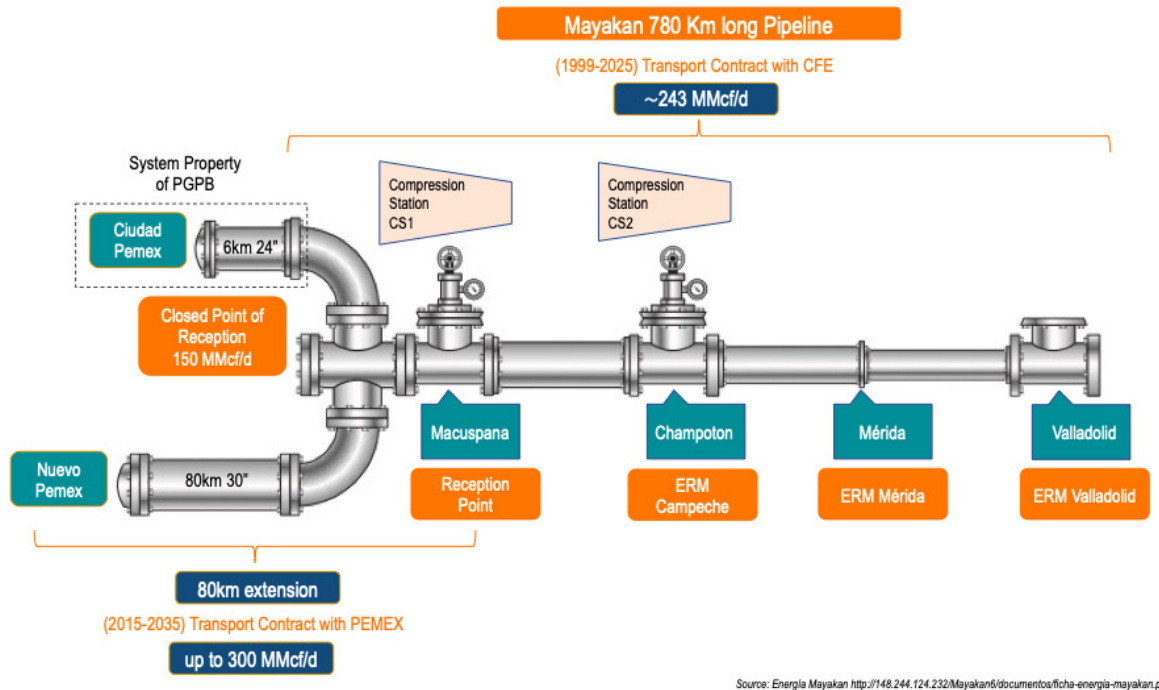 Mayakan 780 Km long Pipeline
(1999-2025) Transport Contract with CFE
~243 MMcf/d
System Property
of PGPB
Ciudad
Pemex
6km 24"
Compression
Station
CS1
Compression
Station
CS2
Closed Point of
Reception
150 MMcf/d
Macuspana
Champoton
Mérida
Valladolid
Nuevo
Pemex
80km 30"
Reception
Point
ERM
Campeche
ERM Mérida
ERM Valladolid
80km extension
(2015-2035) Transport Contract with PEMEX
up to 300 MMcf/d
Source: Energía Mayakan http://148.244.124.232/Mayakan6/documentos/ficha-energia-mayakan.p